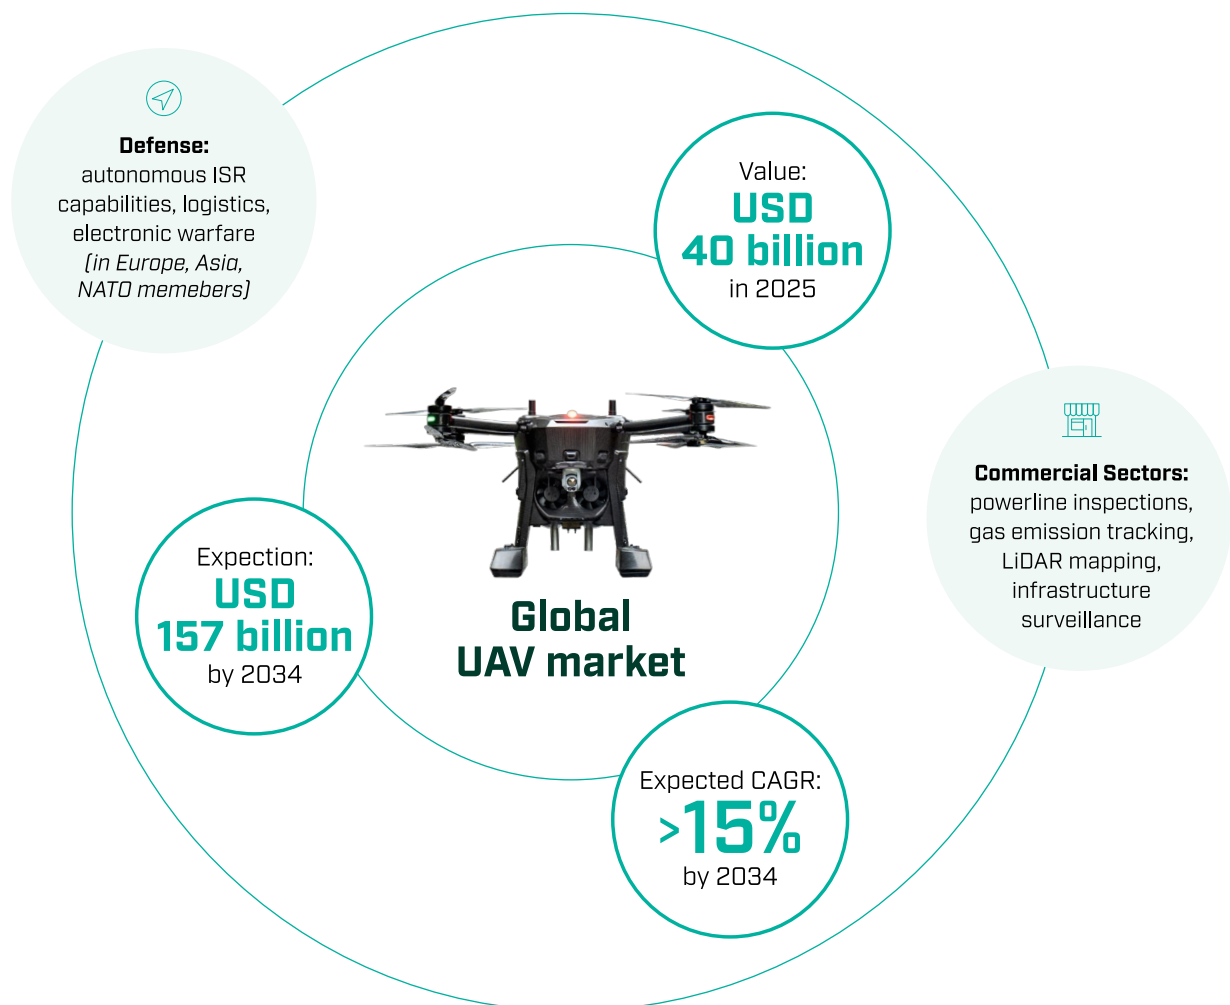 Defense:
autonomous ISR
capabilities, logistics,
electronic warfare
(in Europe, Asia,
NATO memebers)
Value:
USD
40 billion
in 2025
Commercial Sectors:
powerline inspections,
gas emission tracking,
LiDAR mapping,
infrastructure
surveillance
Expection:
USD
157 billion
by 2034
Global
UAV market
Expected CAGR:
>15%
by 2034